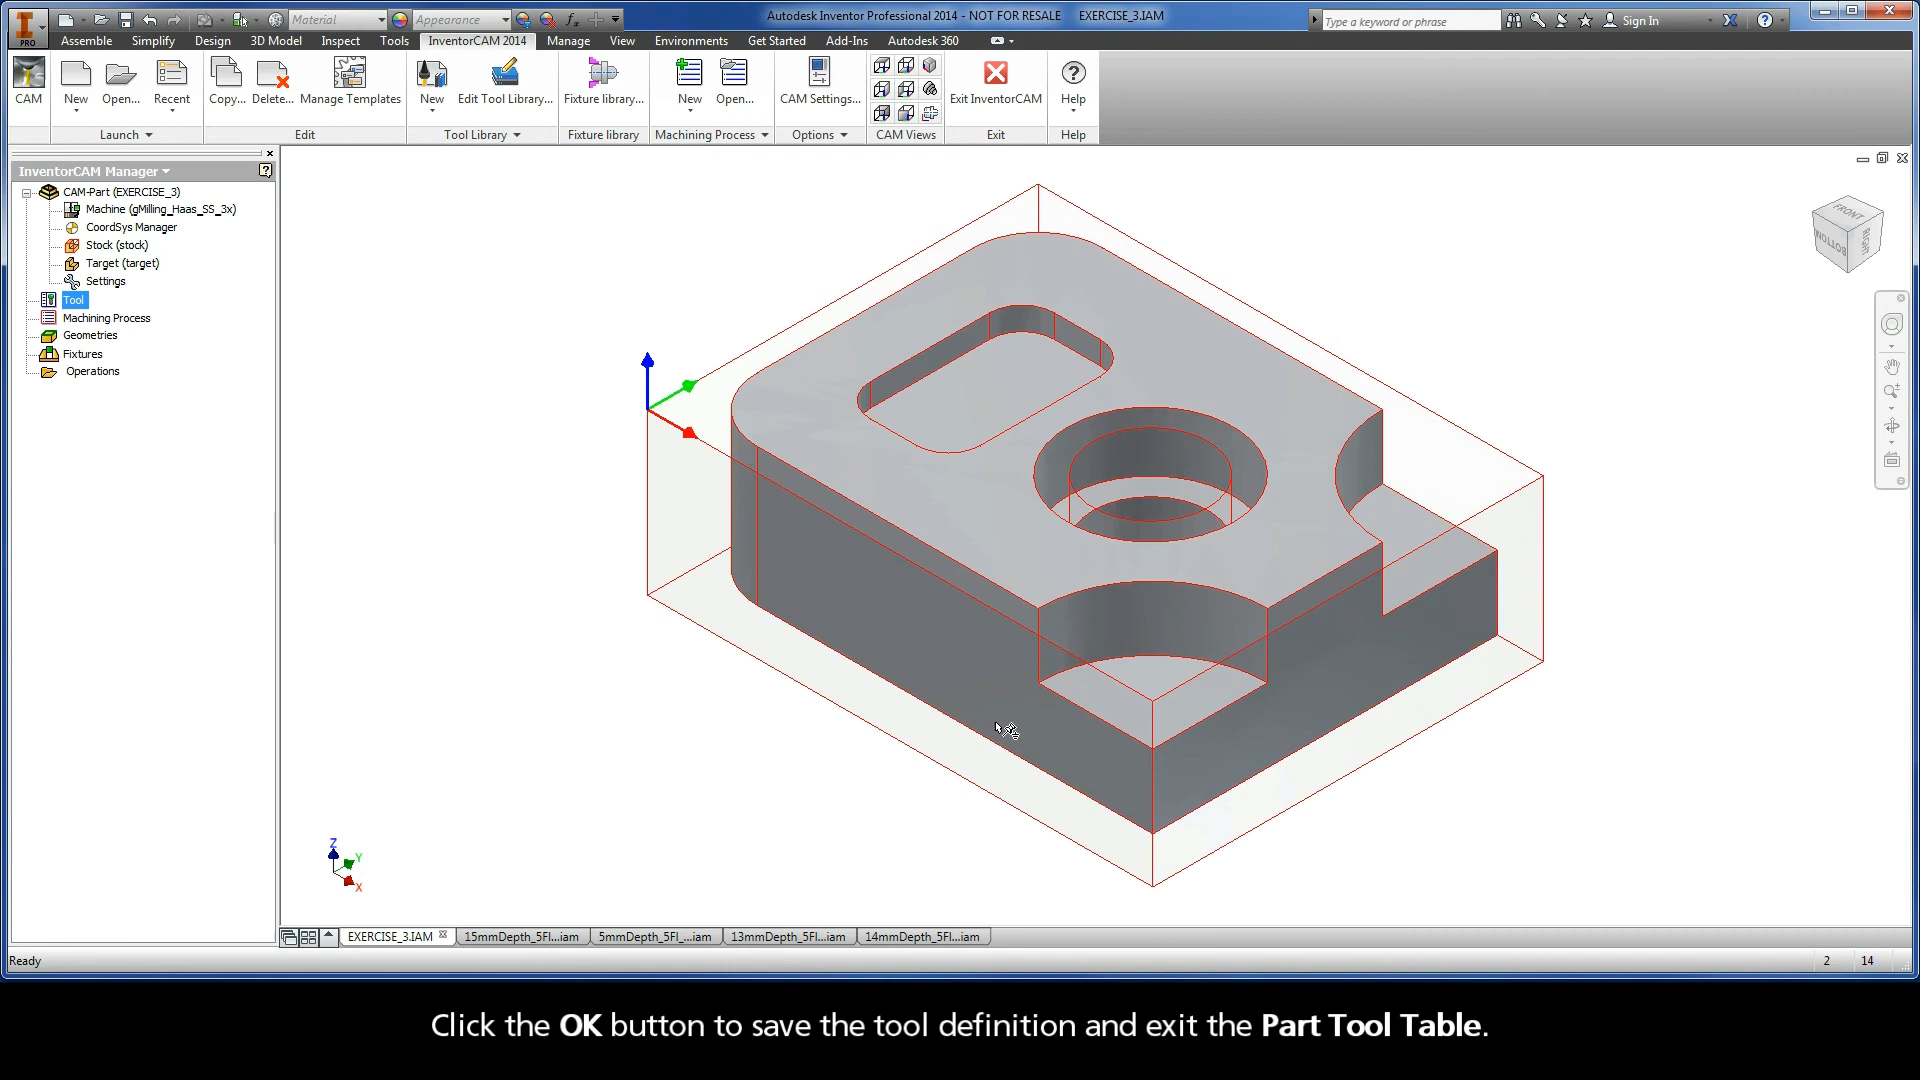 Material
Appearance
Autodesk Inventor Professional 2014 - NOT FOR RESALE EXERCISE_3.IAM
Type a keyword or phrase
Sign In
PRO
Assemble Simplify Design 3D Model Inspect Tools InventorCAM 2014 Manage View Environments Get Started Add-Ins Autodesk 360
CAM New Open... Recent Copy... Delete... Manage Templates New Edit Tool Library... Fixture library... New Open... CAM Settings... Exit InventorCAM Help
Launch Edit Tool Library Fixture library Machining Process Options CAM Views Exit Help
InventorCAM Manager
CAM-Part (EXERCISE_3)
Machine (gMilling_Haas_SS_3x)
CoordSys Manager
Stock (stock)
Target (target)
Settings
Tool
Machining Process
Geometries
Fixtures
Operations
FRONT
BOTTOM
RIGHT
Z
Y
X
EXERCISE_3.IAM 15mmDepth_5Fl...iam 5mmDepth_5Fl_...iam 13mmDepth_5Fl...iam 14mmDepth_5Fl...iam
Ready
2 14
Click the OK button to save the tool definition and exit the Part Tool Table.